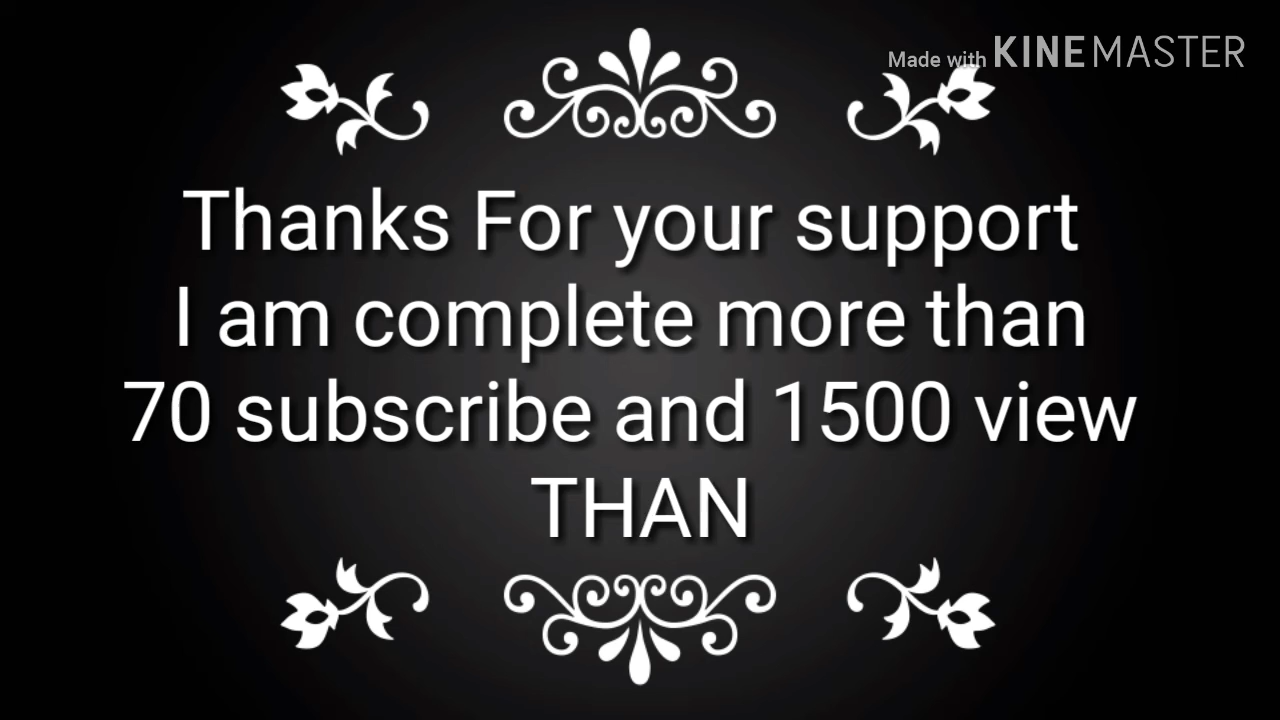 Made with KINEMASTER
Thanks For your support
I am complete more than
70 subscribe and 1500 view
THAN